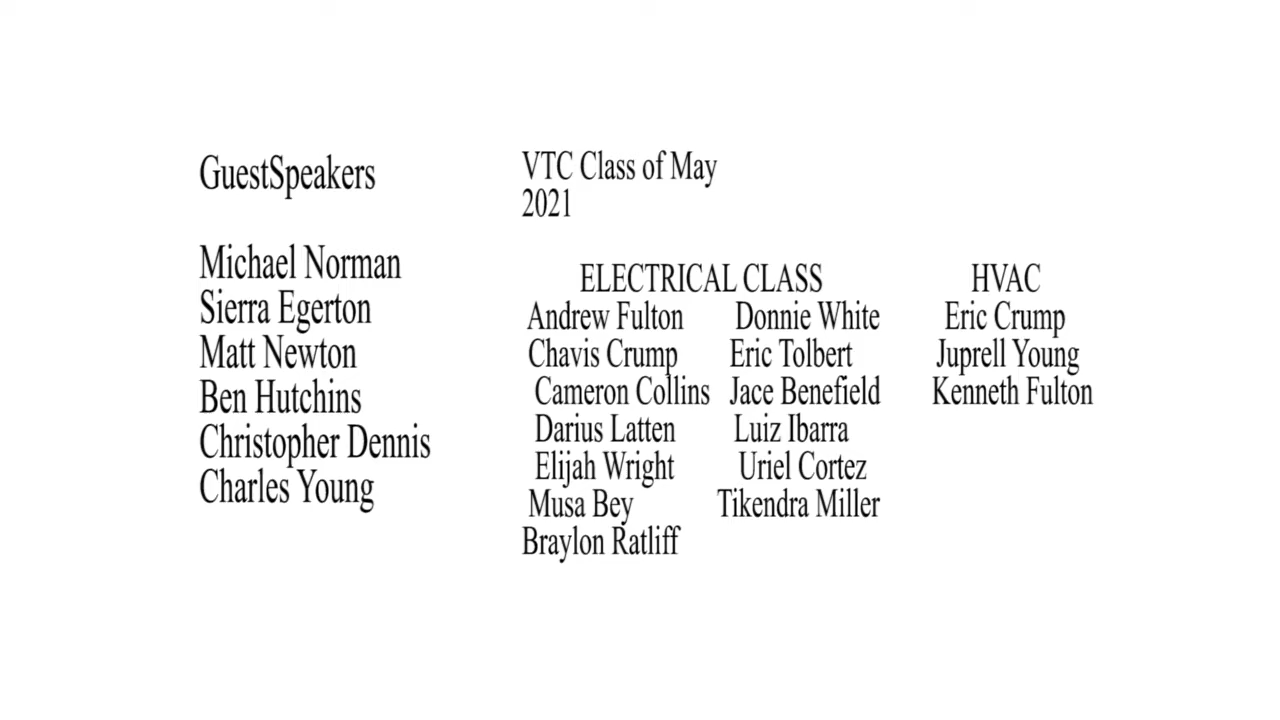 GuestSpeakers
Michael Norman
Sierra Egerton
Matt Newton
Ben Hutchins
Christopher Dennis
Charles Young
VTC Class of May
2021
ELECTRICAL CLASS HVAC
Andrew Fulton Donnie White Eric Crump
Chavis Crump Eric Tolbert Juprell Young
Cameron Collins Jace Benefield Kenneth Fulton
Darius Latten Luiz Ibarra
Elijah Wright Uriel Cortez
Musa Bey Tikendra Miller
Braylon Ratliff